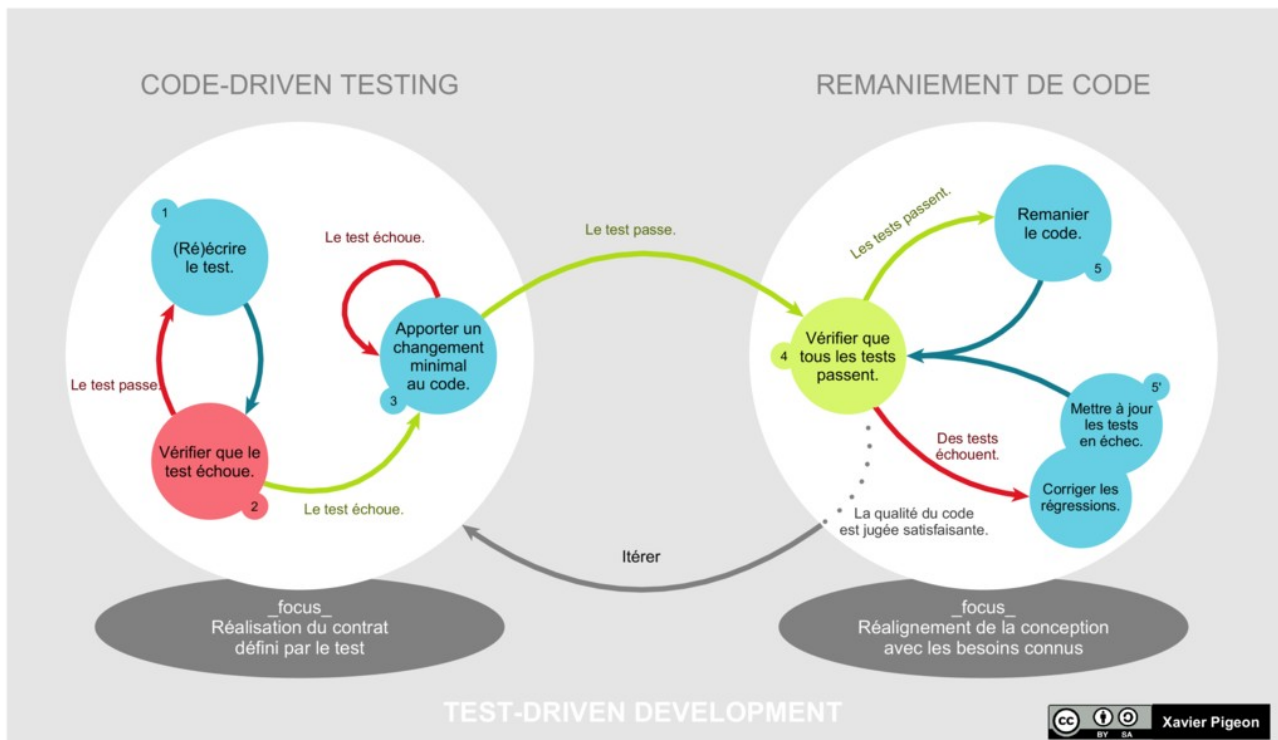 CODE-DRIVEN TESTING
REMANIEMENT DE CODE
1
(Ré)écrire
le test.
Le test passe.
Vérifier que le
test échoue.
2
Le test échoue.
Le test échoue.
Apporter un
changement
minimal
au code.
3
Le test passe.
4
Vérifier que
tous les tests
passent.
Les tests passent.
Remanier
le code.
5
5'
Mettre à jour
les tests
en échec.
Des tests
échouent.
Corriger les
régressions.
La qualité du code
est jugée satisfaisante.
Itérer
_focus_
Réalisation du contrat
défini par le test
_focus_
Réalignement de la conception
avec les besoins connus
TEST-DRIVEN DEVELOPMENT
cc
BY SA
Xavier Pigeon